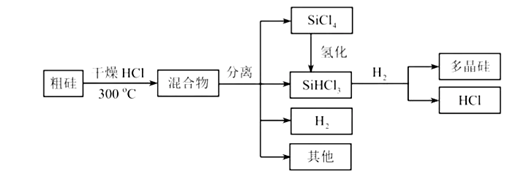 SiCl₄
氢化
粗硅
干燥 HCl
300 °C
混合物
分离
SiHCl₃
H₂
多晶硅
HCl
H₂
其他